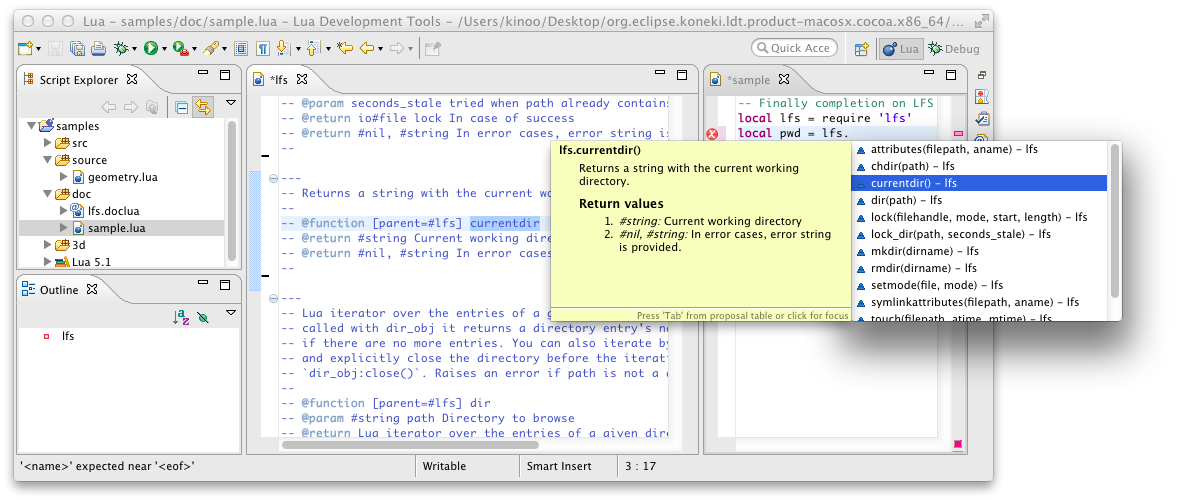 Lua – samples/doc/sample.lua – Lua Development Tools – /Users/kinoo/Desktop/org.eclipse.koneki.ldt.product-macosx.cocoa.x86_64/...
Quick Acce
Lua
Debug
Script Explorer
samples
src
source
geometry.lua
doc
lfs.doclua
sample.lua
3d
Lua 5.1
Outline
lfs
*lfs
-- @param seconds_stale tried when path already contains
-- @return io#file lock In case of success
-- @return #nil, #string In error cases, error string is
--
---
-- Returns a string with the current wo
--
-- @function [parent=#lfs] currentdir
-- @return #string Current working dire
-- @return #nil, #string In error cases
--
---
-- Lua iterator over the entries of a g
-- called with dir_obj it returns a directory entry's n
-- if there are no more entries. You can also iterate by
-- and explicitly close the directory before the iterati
-- `dir_obj:close()`. Raises an error if path is not a d
--
-- @function [parent=#lfs] dir
-- @param #string path Directory to browse
-- @return Lua iterator over the entries of a given dire
*sample
-- Finally completion on LFS
local lfs = require 'lfs'
local pwd = lfs.
lfs.currentdir()
Returns a string with the current working
directory.
Return values
1. #string: Current working directory
2. #nil, #string: In error cases, error string
is provided.
Press 'Tab' from proposal table or click for focus
attributes(filepath, aname) – lfs
chdir(path) – lfs
currentdir() – lfs
dir(path) – lfs
lock(filehandle, mode, start, length) – lfs
lock_dir(path, seconds_stale) – lfs
mkdir(dirname) – lfs
rmdir(dirname) – lfs
setmode(file, mode) – lfs
symlinkattributes(filepath, aname) – lfs
touch(filepath, atime, mtime) – lfs
'<name>' expected near '<eof>'
Writable
Smart Insert
3 : 17